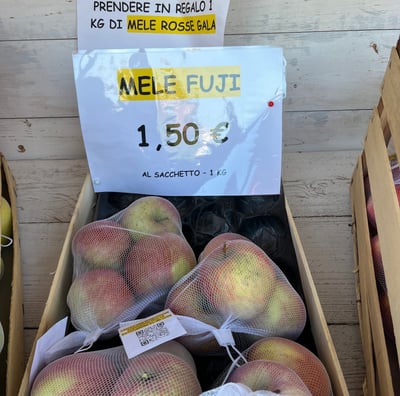 PRENDERE IN REGALO 1
KG DI MELE ROSSE GALA
MELE FUJI
1,50 €
AL SACCHETTO - 1 KG